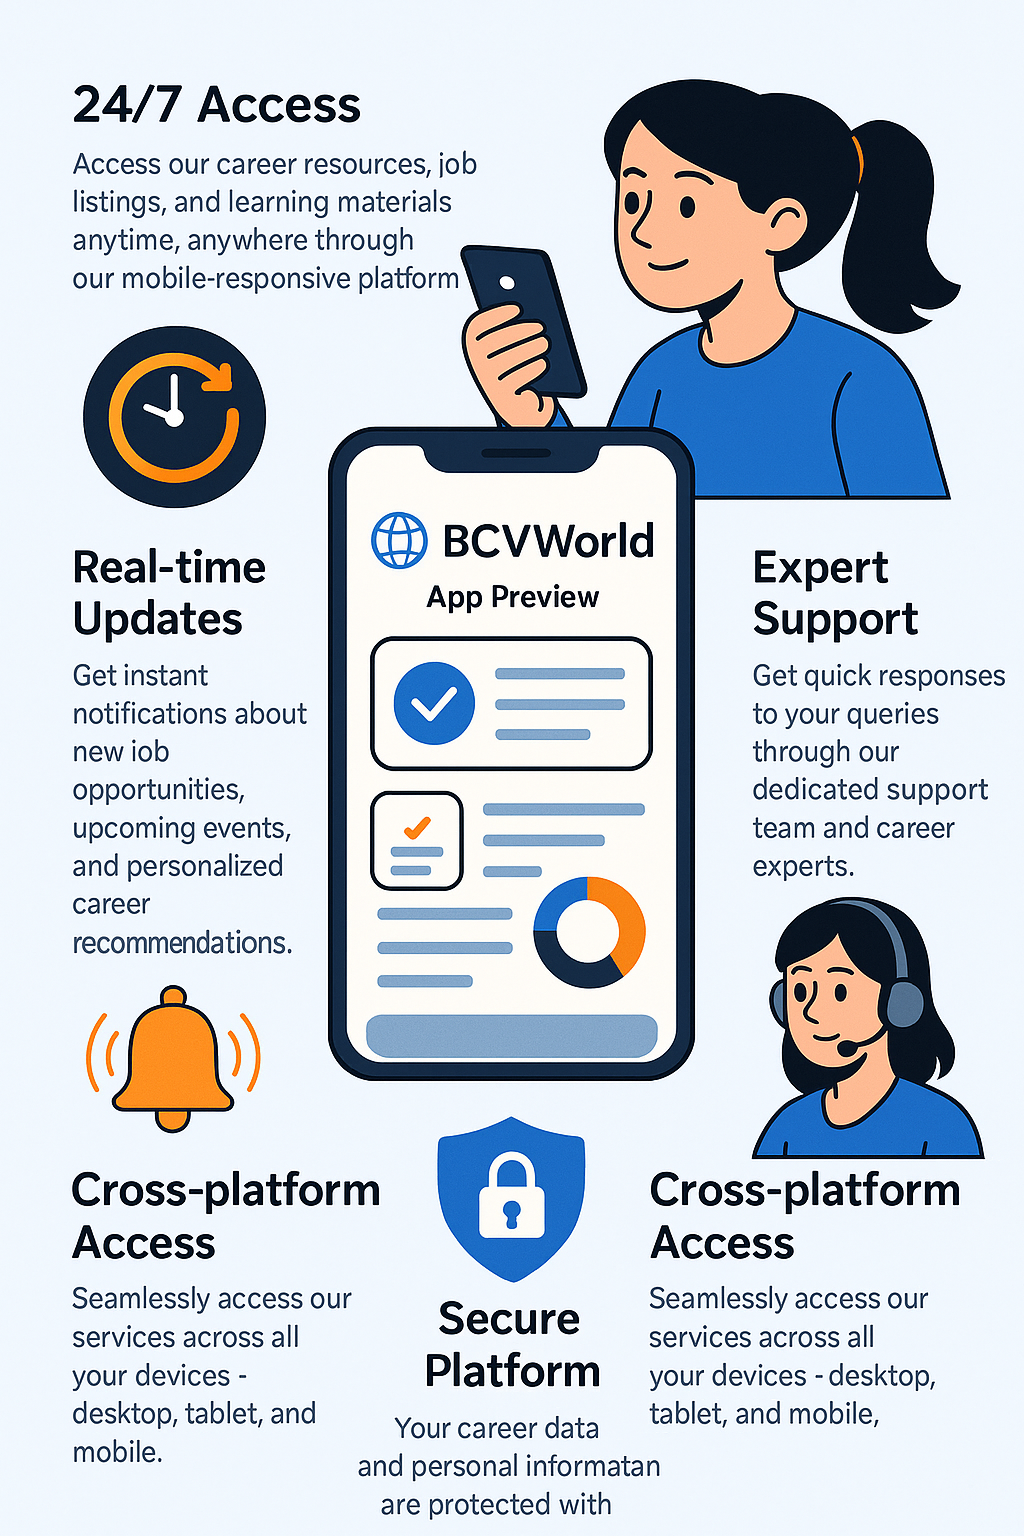 24/7 Access
Access our career resources, job
listings, and learning materials
anytime, anywhere through
our mobile-responsive platform
BCVWorld
App Preview
Real-time
Updates
Get instant
notifications about
new iob
opportunities,
upcoming events,
and personalized
career
recommendations.
Expert
Support
Get quick responses
to your queries
through our
dedicated support
team and career
experts.
Cross-platform
Access
Seamlessly access our
services across all
your devices -
desktop, tablet, and
mobile.
Secure
Platform
Your career data
and personal informatan
are protected with
Cross-platform
Access
Seamlessly access our
services across all
your devices - desktop,
tablet, and mobile,